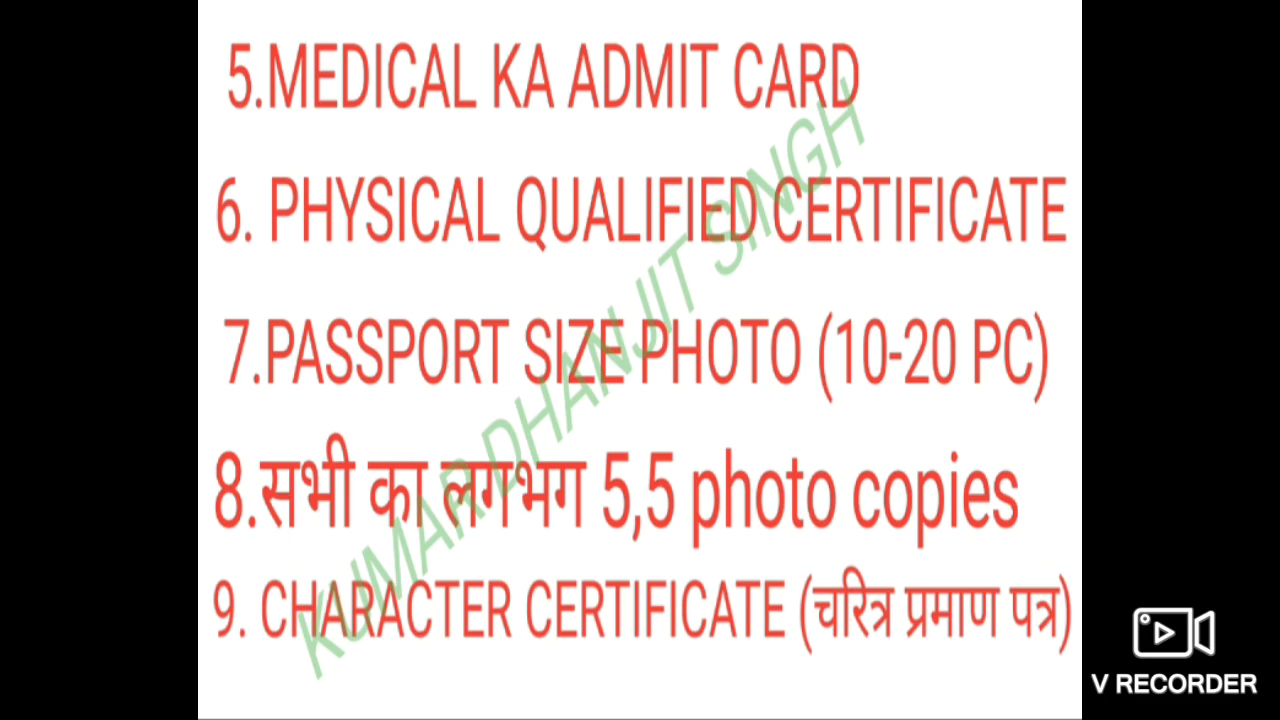 5.MEDICAL KA ADMIT CARD
6. PHYSICAL QUALIFIED CERTIFICATE
7.PASSPORT SIZE PHOTO (10-20 PC)
8.सभी का लगभग 5,5 photo copies
9. CHARACTER CERTIFICATE (चरित्र प्रमाण पत्र)
KUMAR DHANJIT SINGH
V RECORDER